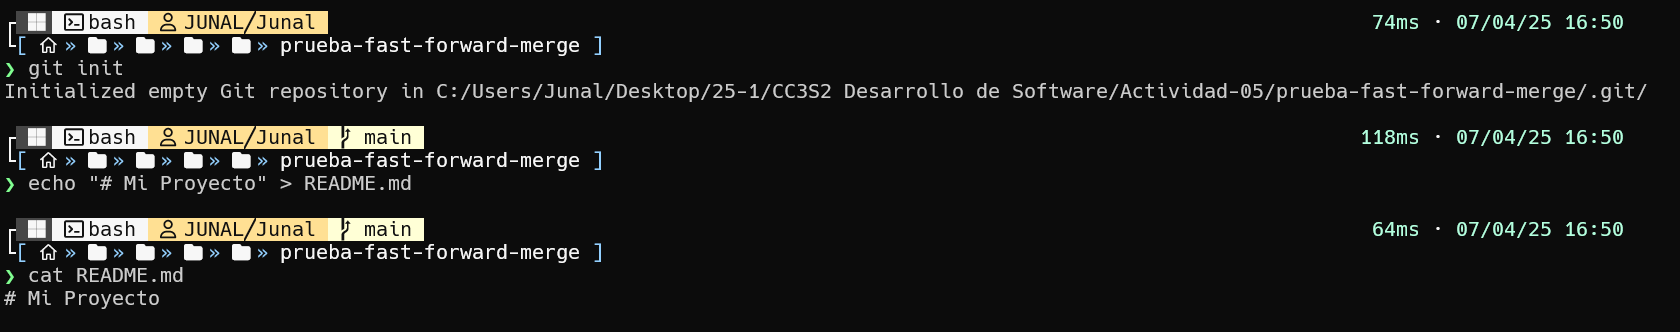 bash JUNAL/Junal 74ms · 07/04/25 16:50
[ » » » » » prueba-fast-forward-merge ]
❯ git init
Initialized empty Git repository in C:/Users/Junal/Desktop/25-1/CC3S2 Desarrollo de Software/Actividad-05/prueba-fast-forward-merge/.git/
bash JUNAL/Junal main 118ms · 07/04/25 16:50
[ » » » » » prueba-fast-forward-merge ]
❯ echo "# Mi Proyecto" > README.md
bash JUNAL/Junal main 64ms · 07/04/25 16:50
[ » » » » » prueba-fast-forward-merge ]
❯ cat README.md
# Mi Proyecto